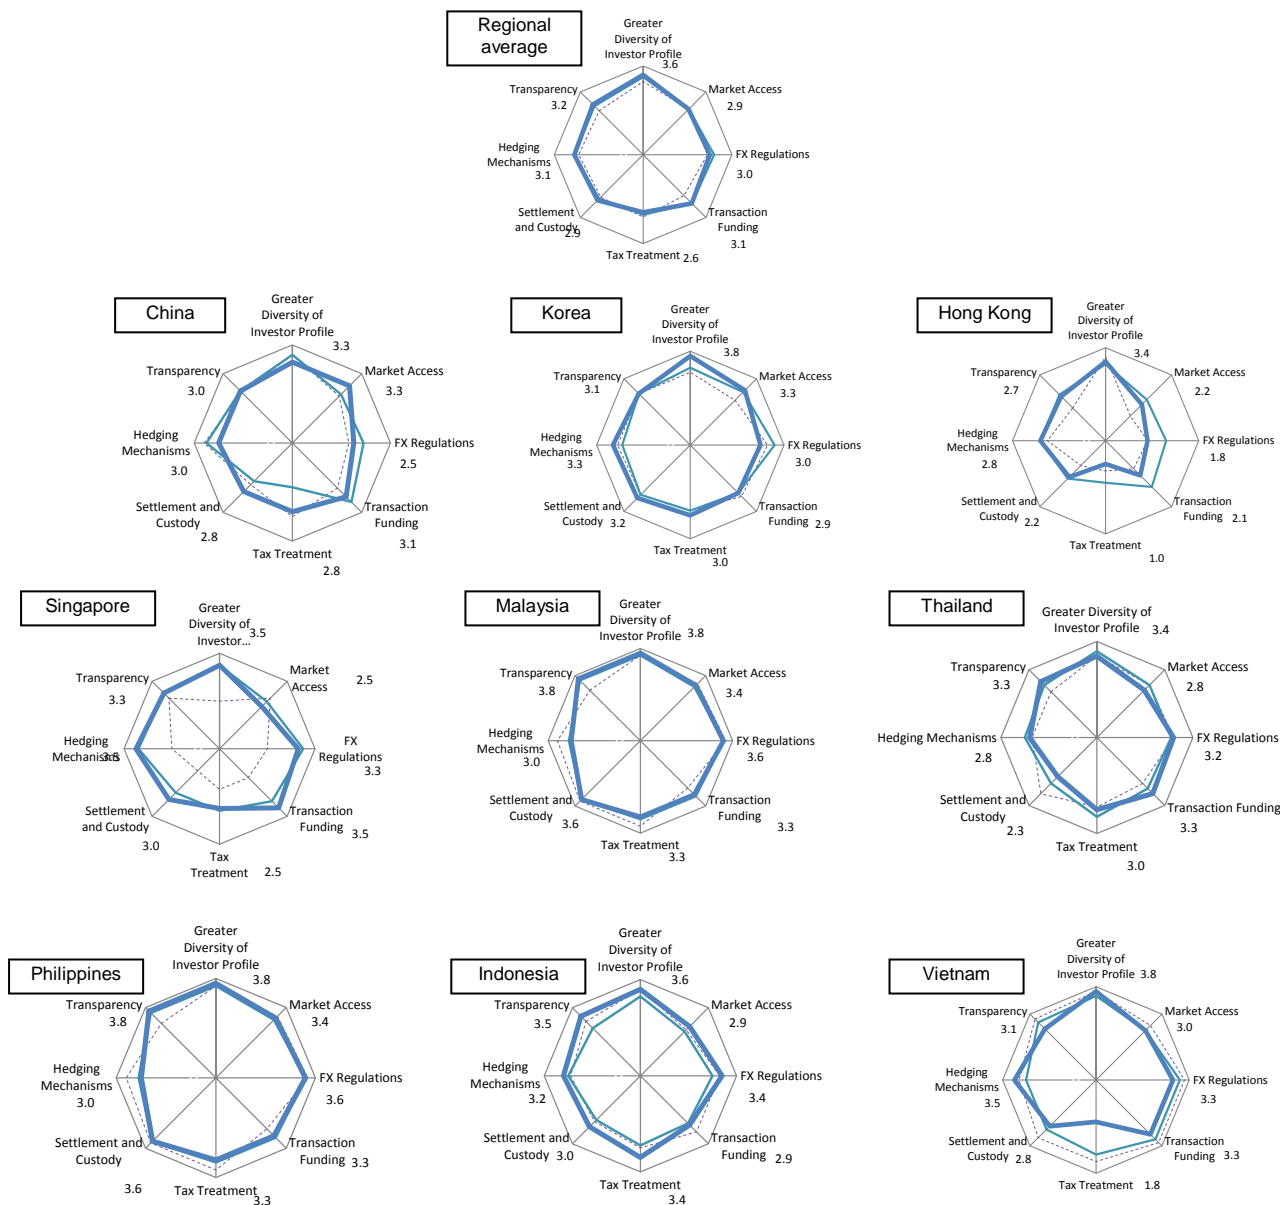 Regional
average
Greater
Diversity of
Investor Profile
3.6
Transparency
3.2
Market Access
2.9
Hedging
Mechanisms
3.1
FX Regulations
3.0
Settlement
and Custody
2.9
Transaction
Funding
3.1
Tax Treatment
2.6
China
Greater
Diversity of
Investor Profile
3.3
Transparency
3.0
Market Access
3.3
Hedging
Mechanisms
3.0
FX Regulations
2.5
Settlement and
Custody
2.8
Transaction
Funding
3.1
Tax Treatment
2.8
Korea
Greater
Diversity of
Investor Profile
3.8
Transparency
3.1
Market Access
3.3
Hedging
Mechanisms
3.3
FX Regulations
3.0
Settlement and
Custody
3.2
Transaction
Funding
2.9
Tax Treatment
3.0
Hong Kong
Greater
Diversity of
Investor Profile
3.4
Transparency
2.7
Market Access
2.2
Hedging
Mechanisms
2.8
FX Regulations
1.8
Settlement and
Custody
2.2
Transaction
Funding
2.1
Tax Treatment
1.0
Singapore
Greater
Diversity of
Investor...
3.5
Transparency
3.3
Market
Access
2.5
Hedging
Mechanisms
3.5
FX
Regulations
3.3
Settlement
and Custody
3.0
Transaction
Funding
3.5
Tax
Treatment
2.5
Malaysia
Greater
Diversity of
Investor Profile
3.8
Transparency
3.8
Market Access
3.4
Hedging
Mechanisms
3.0
FX Regulations
3.6
Settlement and
Custody
3.6
Transaction
Funding
3.3
Tax Treatment
3.3
Thailand
Greater Diversity of
Investor Profile
3.4
Transparency
3.3
Market Access
2.8
Hedging Mechanisms
2.8
FX Regulations
3.2
Settlement and
Custody
2.3
Transaction Funding
3.3
Tax Treatment
3.0
Philippines
Greater
Diversity of
Investor Profile
3.8
Transparency
3.8
Market Access
3.4
Hedging
Mechanisms
3.0
FX Regulations
3.6
Settlement and
Custody
3.6
Transaction
Funding
3.3
Tax Treatment
3.3
Indonesia
Greater
Diversity of
Investor Profile
3.6
Transparency
3.5
Market Access
2.9
Hedging
Mechanisms
3.2
FX Regulations
3.4
Settlement and
Custody
3.0
Transaction
Funding
2.9
Tax Treatment
3.4
Vietnam
Greater
Diversity of
Investor Profile
3.8
Transparency
3.1
Market Access
3.0
Hedging
Mechanisms
3.5
FX Regulations
3.3
Settlement and
Custody
2.8
Transaction
Funding
3.3
Tax Treatment
1.8